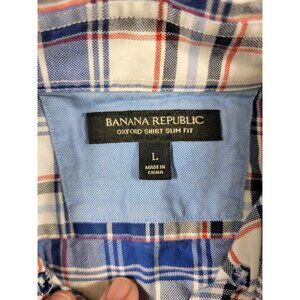 BANANA REPUBLIC
OXFORD SHIRT SLIM FIT
L
MADE IN
CHINA